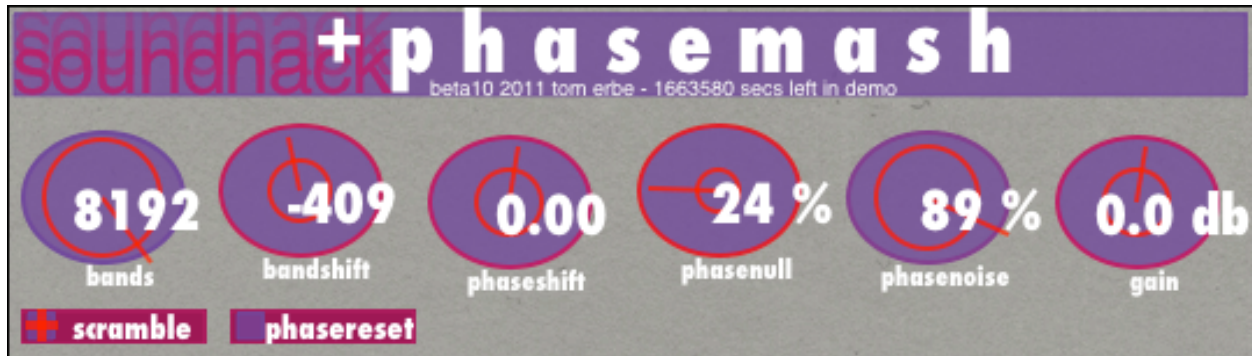 soundhack
soundhack +phasemash
beta10 2011 tom erbe - 1663580 secs left in demo
8192 -409 0.00 24 % 89 % 0.0 db
bands bandshift phaseshift phasenull phasenoise gain
scramble phasereset